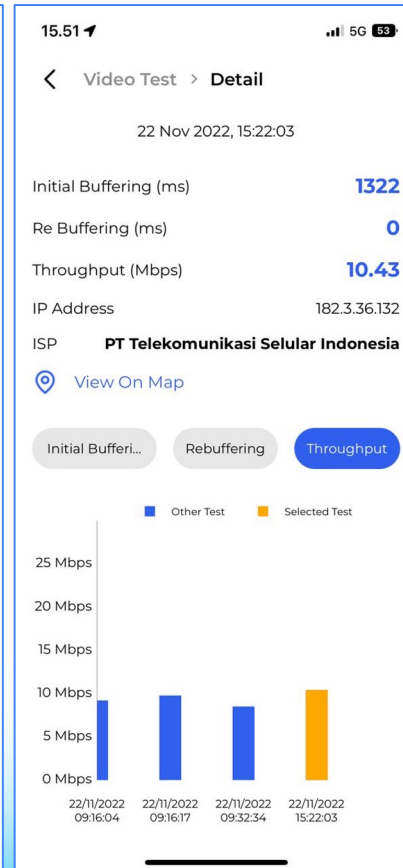 15.51 5G 53
Video Test > Detail
22 Nov 2022, 15:22:03
Initial Buffering (ms) 1322
Re Buffering (ms) 0
Throughput (Mbps) 10.43
IP Address 182.3.36.132
ISP PT Telekomunikasi Selular Indonesia
View On Map
Initial Bufferi... Rebuffering Throughput
Other Test Selected Test
25 Mbps
20 Mbps
15 Mbps
10 Mbps
5 Mbps
0 Mbps
22/11/2022 22/11/2022 22/11/2022 22/11/2022
09:16:04 09:16:17 09:32:34 15:22:03